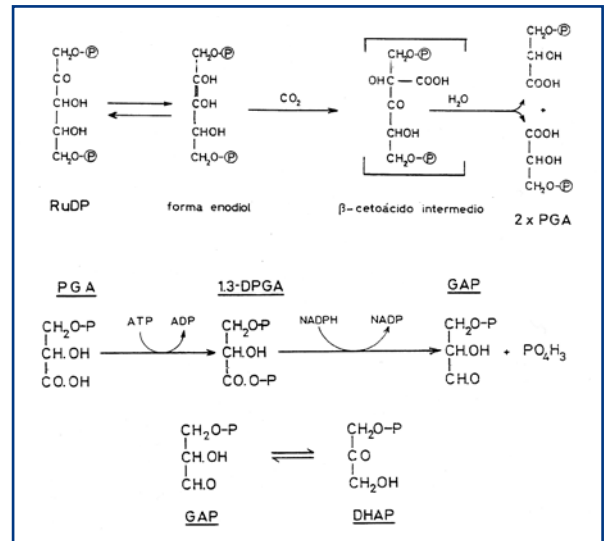 CH₂O-Ⓟ
CO
CHOH
CHOH
CH₂O-Ⓟ
RuDP
CH₂O-Ⓟ
COH
COH
CHOH
CH₂O-Ⓟ
forma enodiol
CO₂
CH₂O-Ⓟ
OHC — COOH
CO
CHOH
CH₂O-Ⓟ
β-cetoácido intermedio
H₂O
CH₂O-Ⓟ
CHOH
COOH
+
COOH
CHOH
CH₂O-Ⓟ
2 x PGA
PGA
CH₂O-P
CH.OH
CO.OH
ATP ADP
1.3-DPGA
CH₂O-P
CH.OH
CO.O-P
NADPH NADP
GAP
CH₂O-P
CH.OH + PO₄H₃
CH.O
CH₂O-P
CH.OH
CH.O
GAP
CH₂O-P
CO
CH₂OH
DHAP